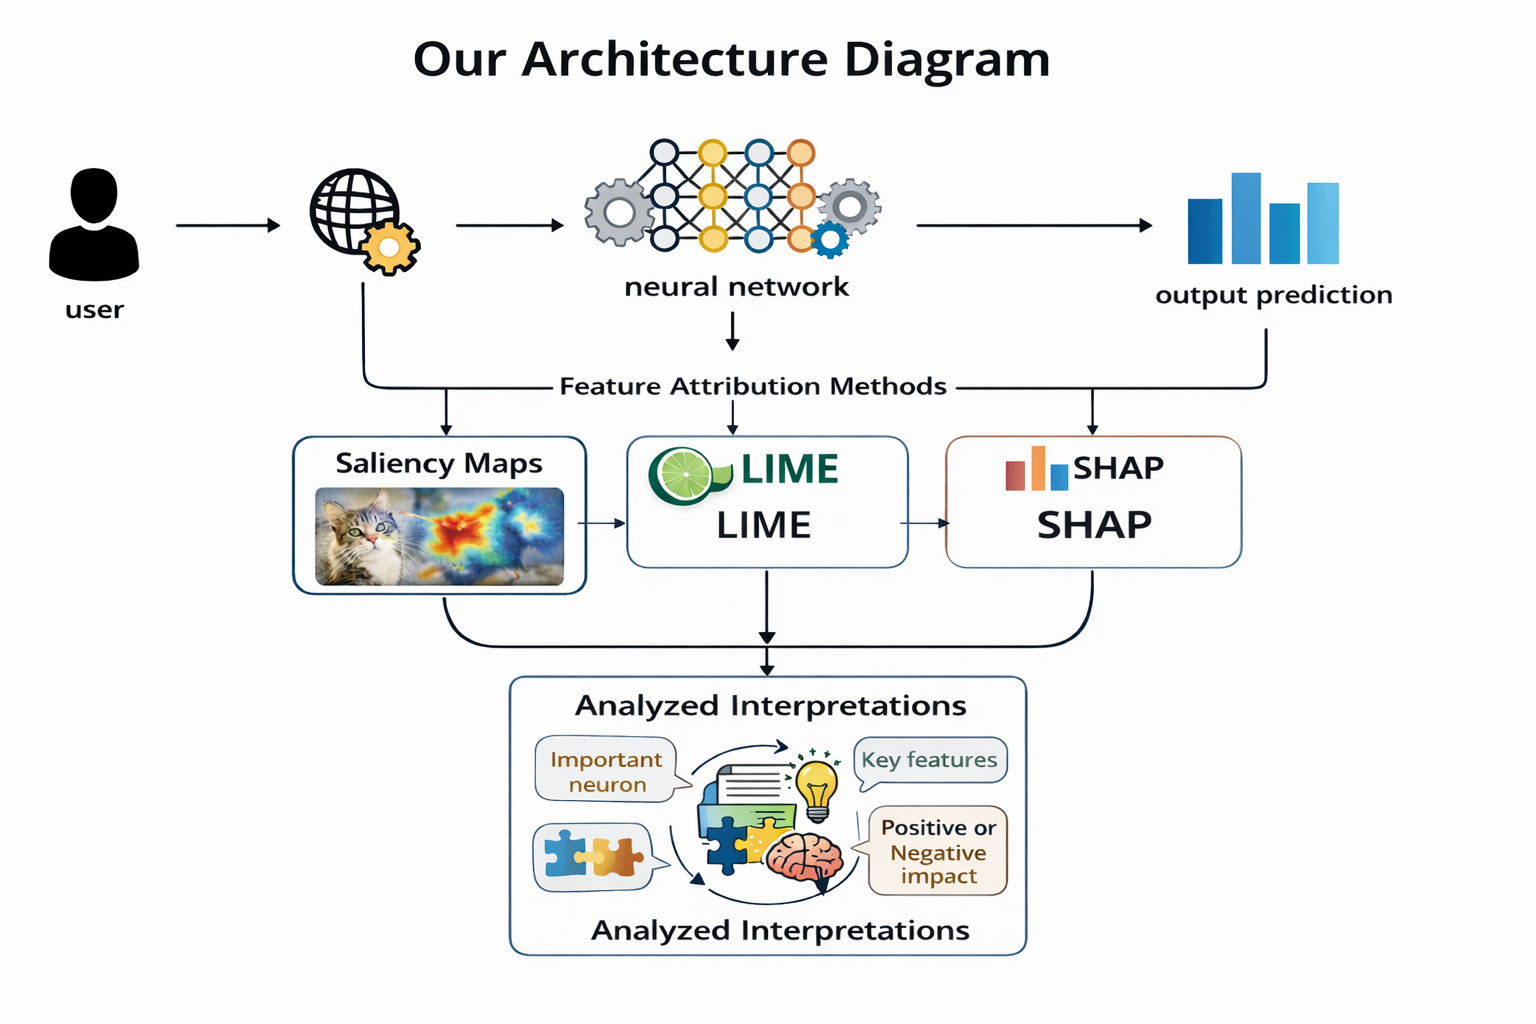 Our Architecture Diagram
user
neural network
output prediction
Feature Attribution Methods
Saliency Maps
LIME
LIME
SHAP
SHAP
Analyzed Interpretations
Important
neuron
Key features
Positive or
Negative
impact
Analyzed Interpretations